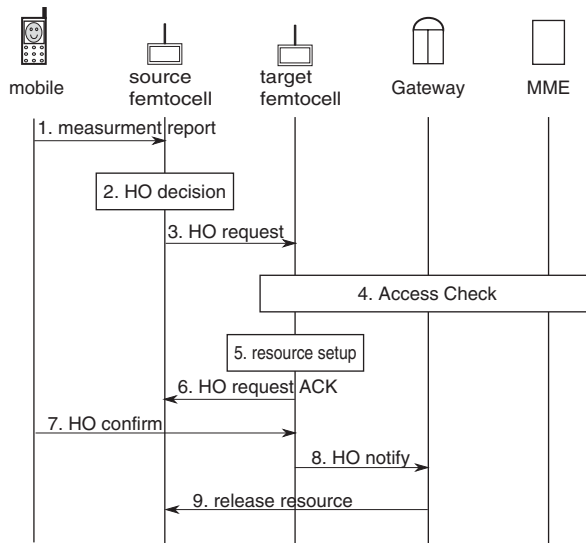 mobile
source
femtocell
target
femtocell
Gateway
MME
1. measurment report
2. HO decision
3. HO request
4. Access Check
5. resource setup
6. HO request ACK
7. HO confirm
8. HO notify
9. release resource